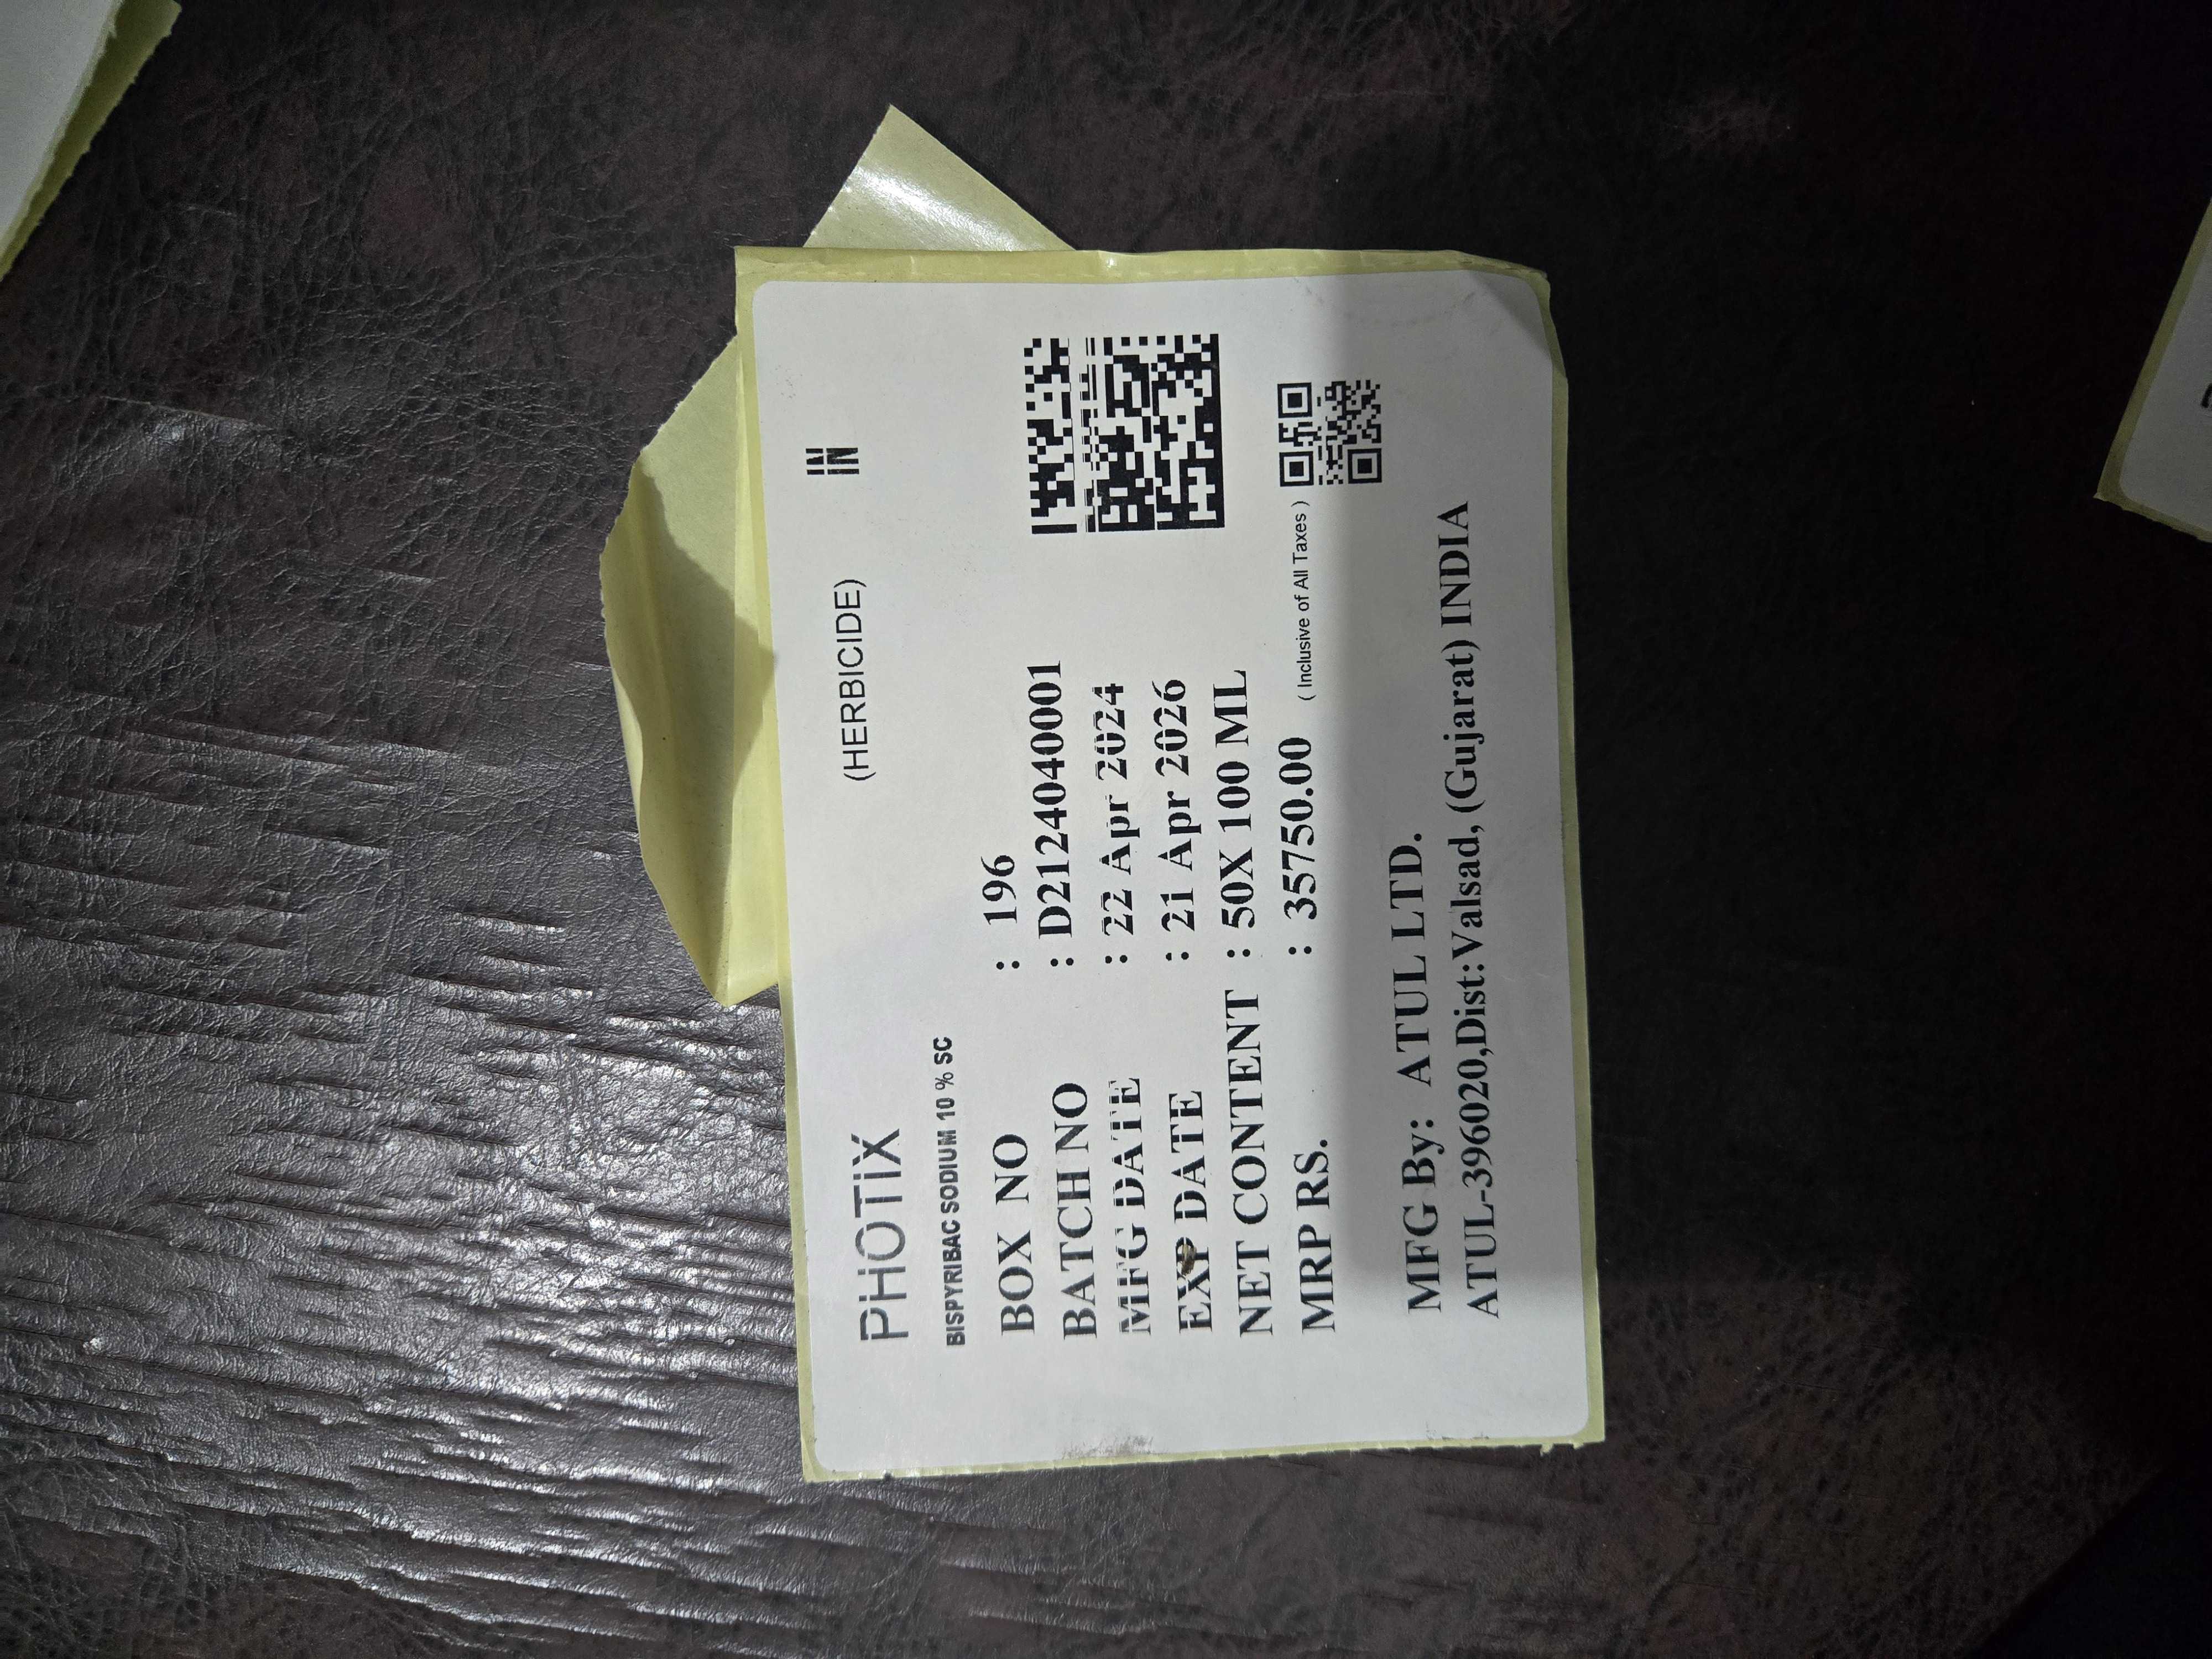 IN
PHOTIX (HERBICIDE)
BISPYRIBAC SODIUM 10 % SC
BOX NO : 196
BATCH NO : D2124040001
MFG DATE : 22 Apr 2024
EXP DATE : 21 Apr 2026
NET CONTENT : 50X 100 ML
MRP RS. : 35750.00 ( Inclusive of All Taxes )
MFG By: ATUL LTD.
ATUL-396020,Dist:Valsad, (Gujarat) INDIA